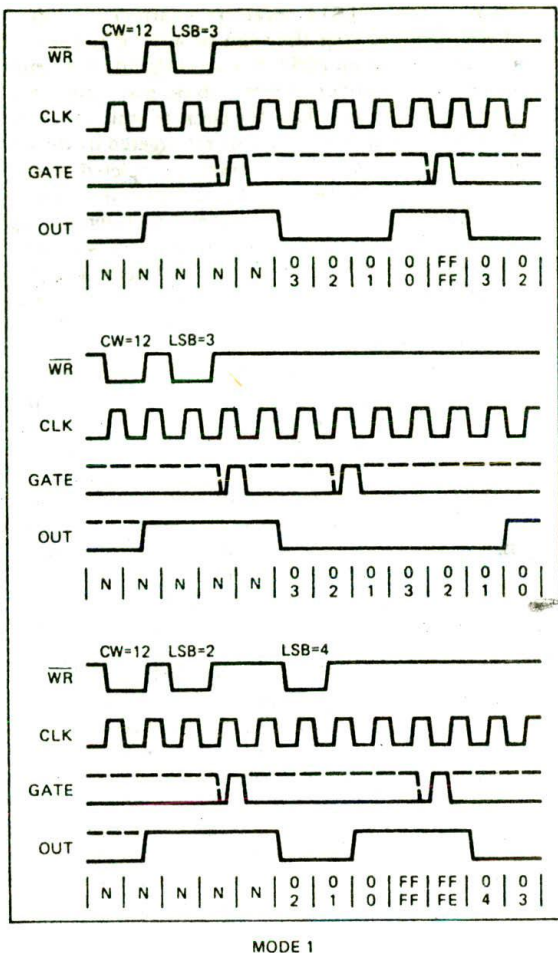 CW=12 LSB=3
WR
CLK
GATE
OUT
N | N | N | N | N | 0 3 | 0 2 | 0 1 | 0 0 | FF FF | 0 3 | 0 2
CW=12 LSB=3
WR
CLK
GATE
OUT
N | N | N | N | N | 0 3 | 0 2 | 0 1 | 0 3 | 0 2 | 0 1 | 0 0
CW=12 LSB=2 LSB=4
WR
CLK
GATE
OUT
N | N | N | N | N | 0 2 | 0 1 | 0 0 | FF FF | FF FE | 0 4 | 0 3
MODE 1